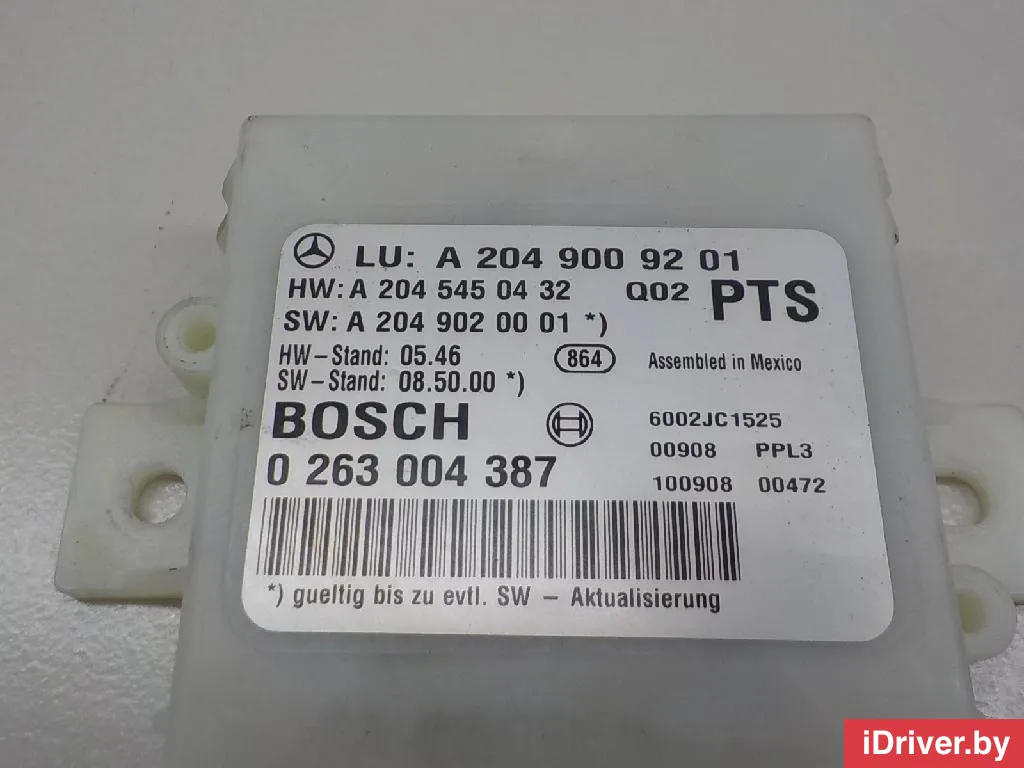 LU: A 204 900 92 01
HW: A 204 545 04 32 Q02 PTS
SW: A 204 902 00 01 *)
HW-Stand: 05.46 864 Assembled in Mexico
SW-Stand: 08.50.00 *)
BOSCH 6002JC1525
00908 PPL3
0 263 004 387 100908 00472
*) gueltig bis zu evtl. SW - Aktualisierung
iDriver.by